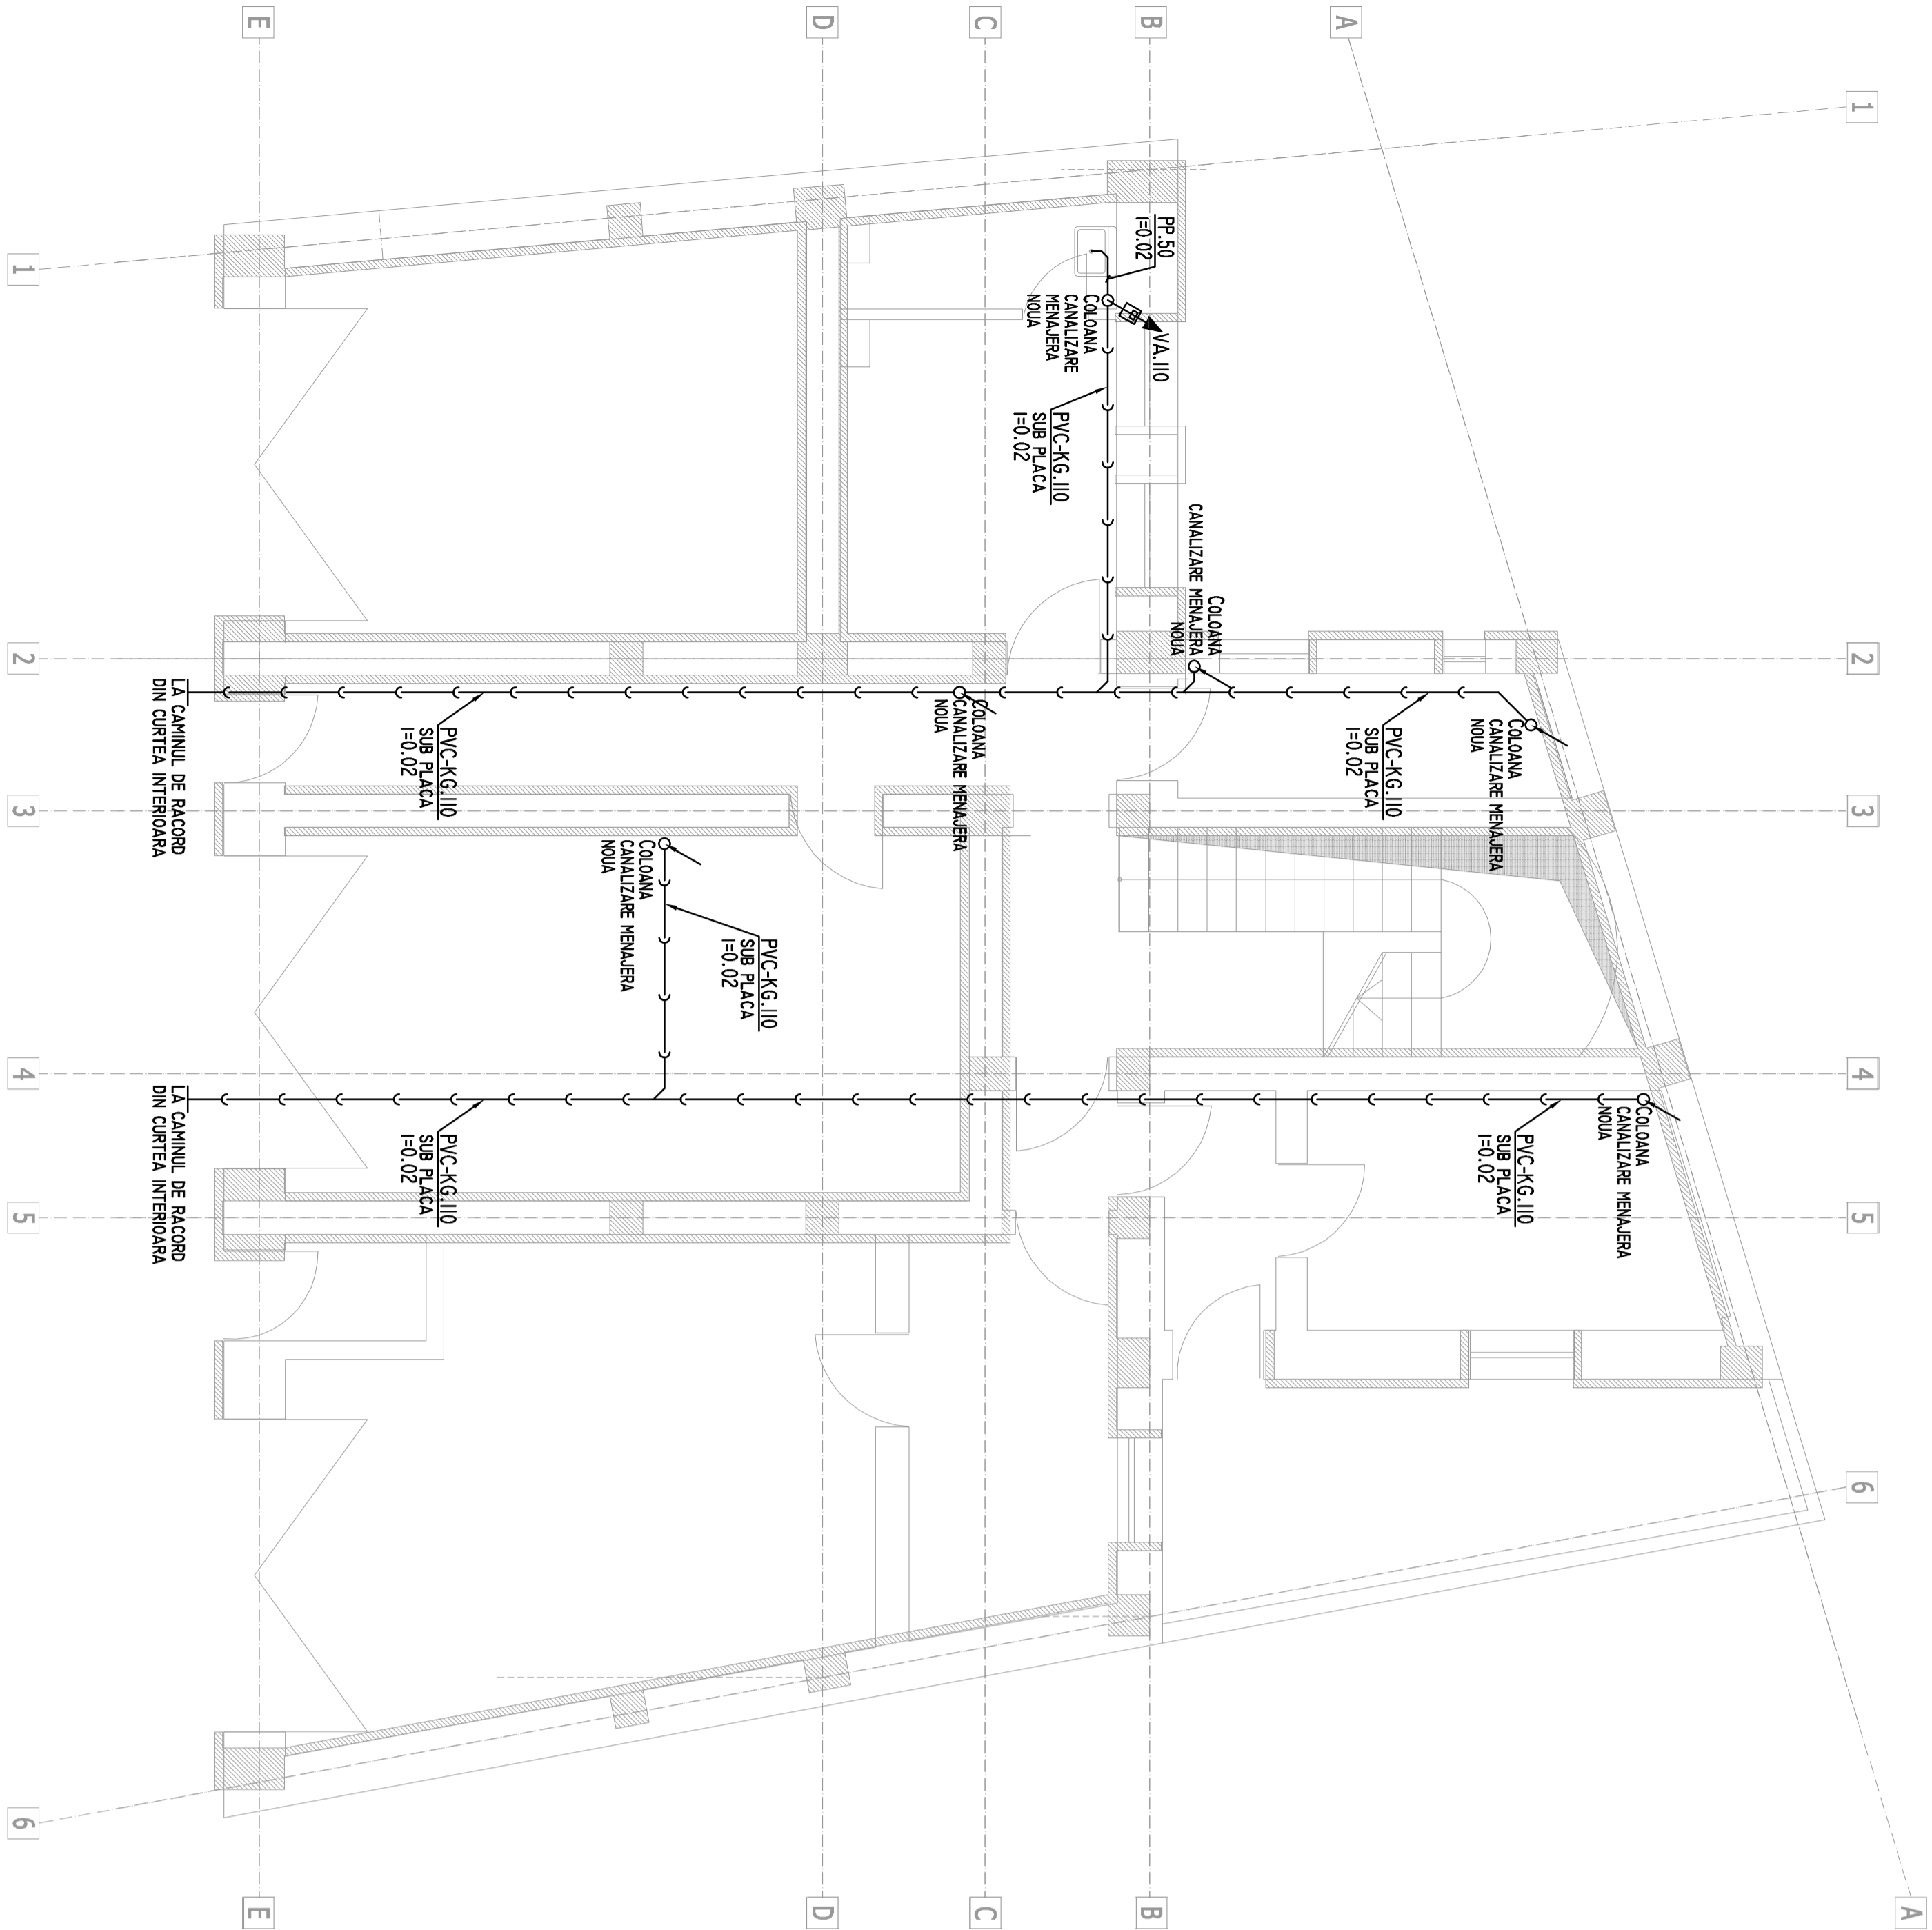 E
D
C
B
A
1
PP.50
I=0.02
VA.110
COLOANA
CANALIZARE
MENAJERA
NOUA
PVC-KG.110
SUB PLACA
I=0.02
1
COLOANA
CANALIZARE MENAJERA
NOUA
2
2
LA CAMINUL DE RACORD
DIN CURTEA INTERIOARA
PVC-KG.110
SUB PLACA
I=0.02
COLOANA
CANALIZARE MENAJERA
NOUA
PVC-KG.110
SUB PLACA
I=0.02
COLOANA
CANALIZARE MENAJERA
NOUA
3
3
COLOANA
CANALIZARE MENAJERA
NOUA
PVC-KG.110
SUB PLACA
I=0.02
4
4
LA CAMINUL DE RACORD
DIN CURTEA INTERIOARA
PVC-KG.110
SUB PLACA
I=0.02
COLOANA
CANALIZARE MENAJERA
NOUA
PVC-KG.110
SUB PLACA
I=0.02
5
5
6
6
E
D
C
B
A